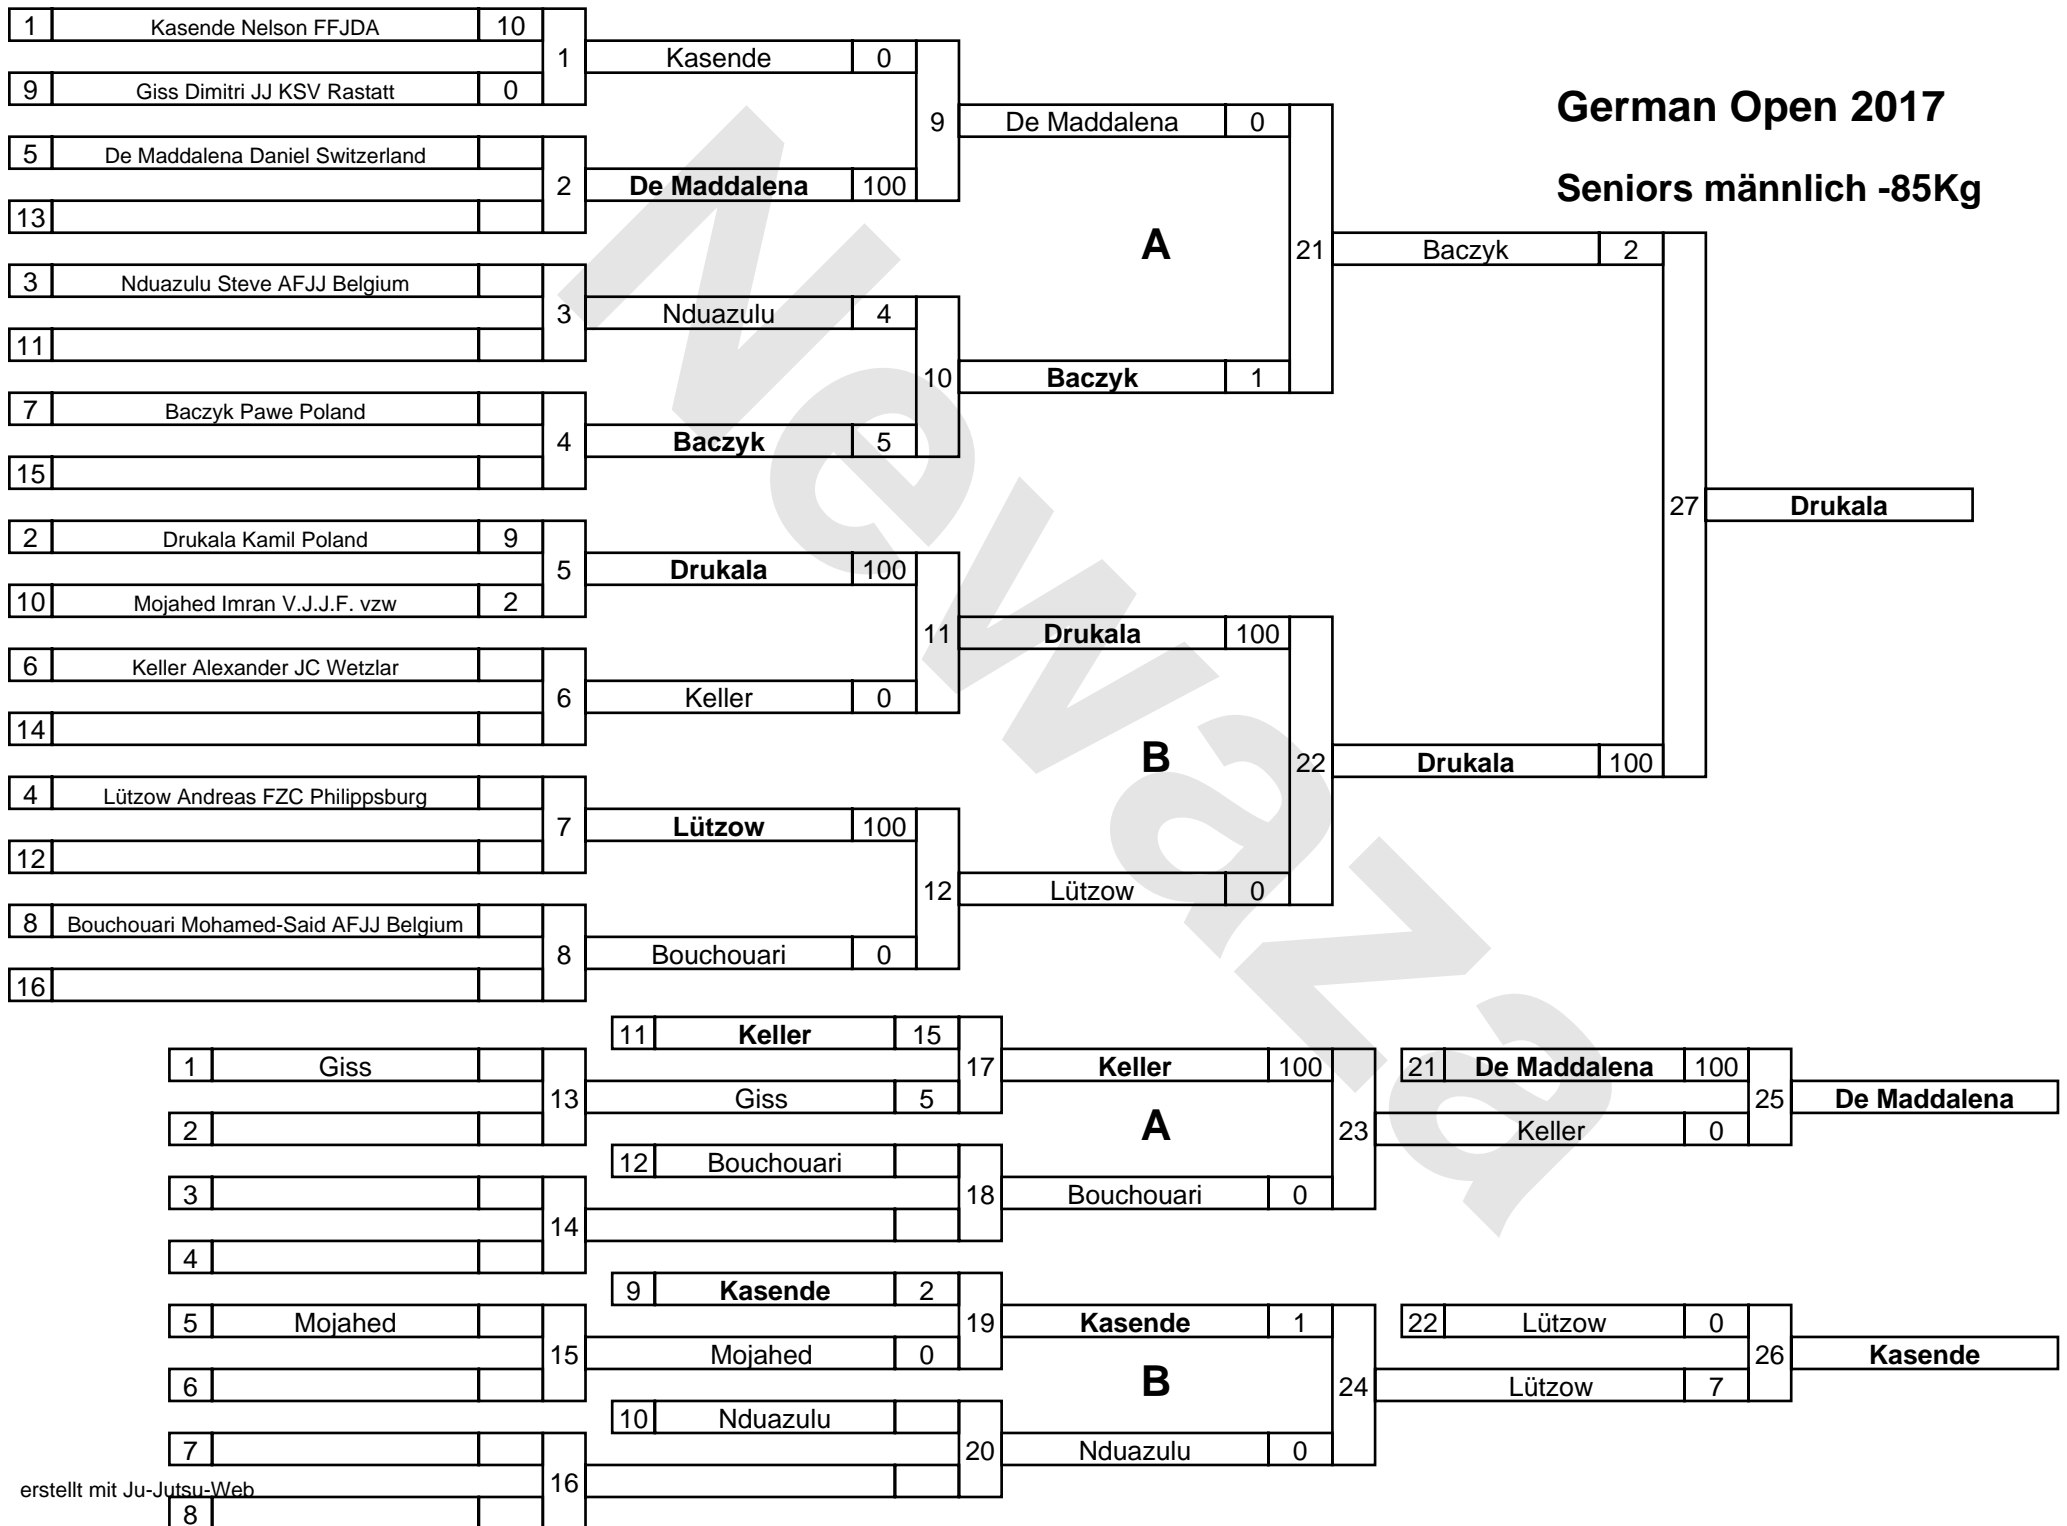 German Open 2017
Seniors männlich -85Kg
1 Kasende Nelson FFJDA 10
9 Giss Dimitri JJ KSV Rastatt 0
1
5 De Maddalena Daniel Switzerland
13
2
3 Nduazulu Steve AFJJ Belgium
11
3
7 Baczyk Pawe Poland
15
4
2 Drukala Kamil Poland 9
10 Mojahed Imran V.J.J.F. vzw 2
5
6 Keller Alexander JC Wetzlar
14
6
4 Lützow Andreas FZC Philippsburg
12
7
8 Bouchouari Mohamed-Said AFJJ Belgium
16
8
Kasende 0
De Maddalena 100
9
Nduazulu 4
Baczyk 5
10
Drukala 100
Keller 0
11
Lützow 100
Bouchouari 0
12
De Maddalena 0
A
Baczyk 1
21
Drukala 100
B
Lützow 0
22
Baczyk 2
Drukala 100
27
Drukala
1 Giss
2
13
3
4
14
5 Mojahed
6
15
7
8
16
11 Keller 15
Giss 5
17
12 Bouchouari
18
9 Kasende 2
Mojahed 0
19
10 Nduazulu
20
Keller 100
A
Bouchouari 0
23
Kasende 1
B
Nduazulu 0
24
21 De Maddalena 100
Keller 0
25
De Maddalena
22 Lützow 0
Lützow 7
26
Kasende
erstellt mit Ju-Jutsu-Web
Newaza